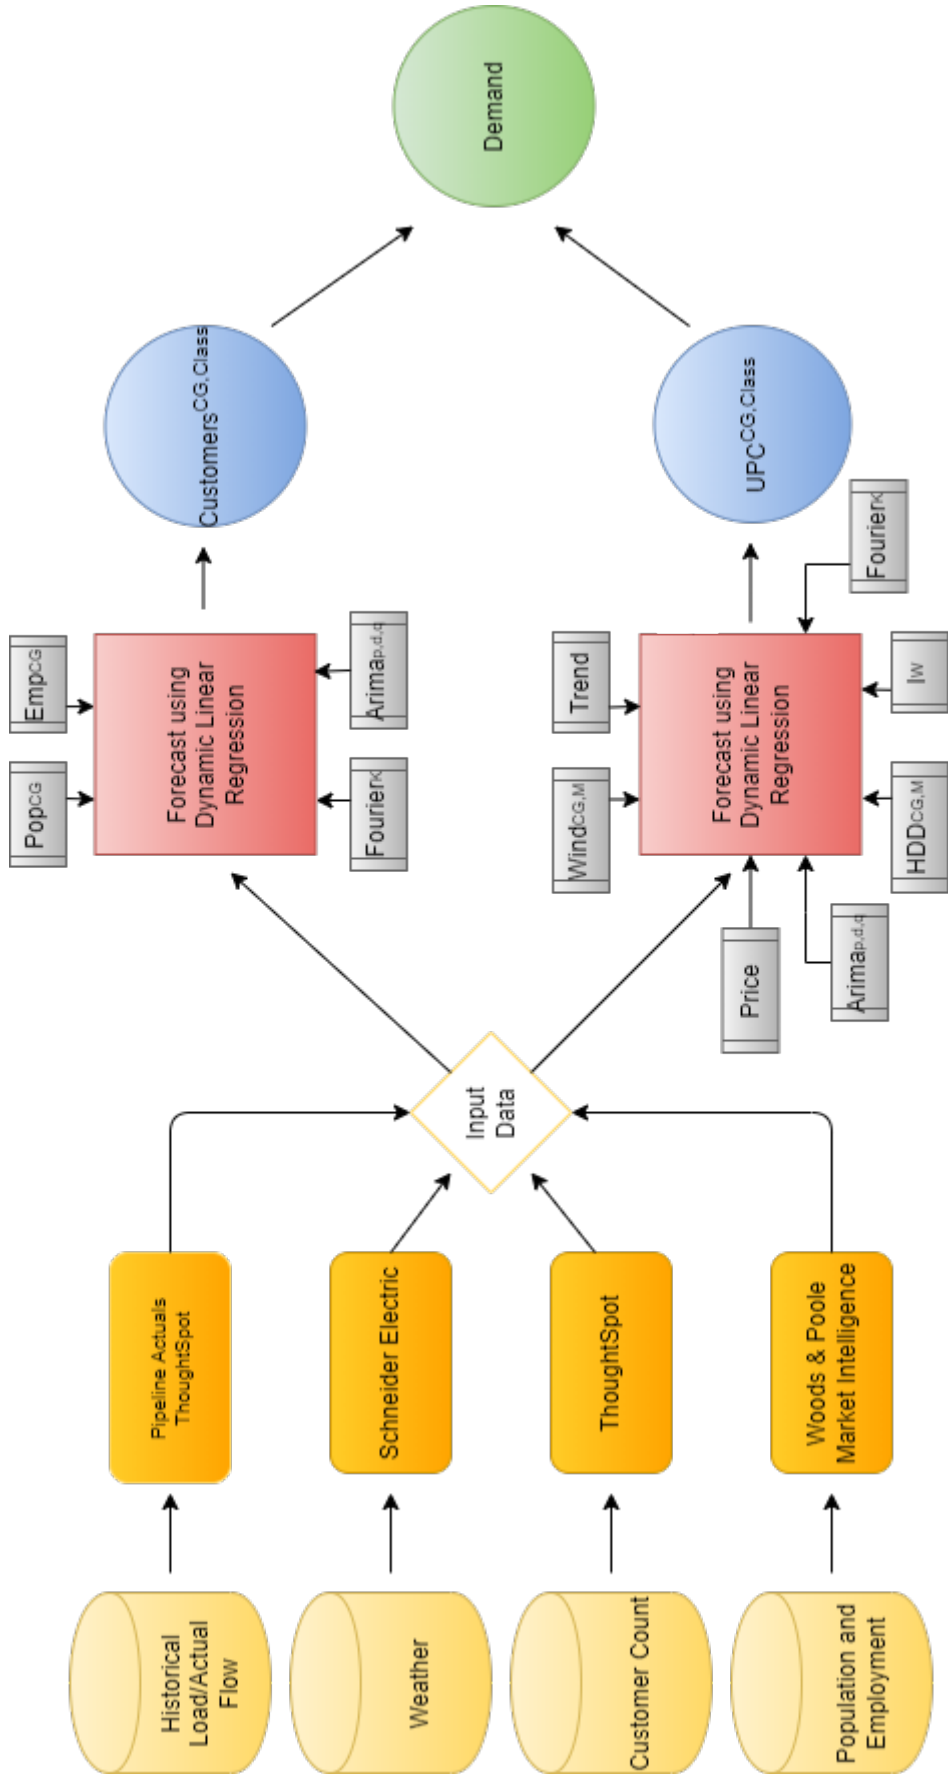 Historical
Load/Actual
Flow
Weather
Customer Count
Population and
Employment
Pipeline Actuals
ThoughtSpot
Schneider Electric
ThoughtSpot
Woods & Poole
Market Intelligence
Input
Data
PopCG
EmpCG
Forecast using
Dynamic Linear
Regression
FourierK
Arimap,d,q
WindCG,M
Trend
Price
Forecast using
Dynamic Linear
Regression
Arimap,d,q
HDDCG,M
Iw
FourierK
CustomersCG,Class
UPCCG,Class
Demand